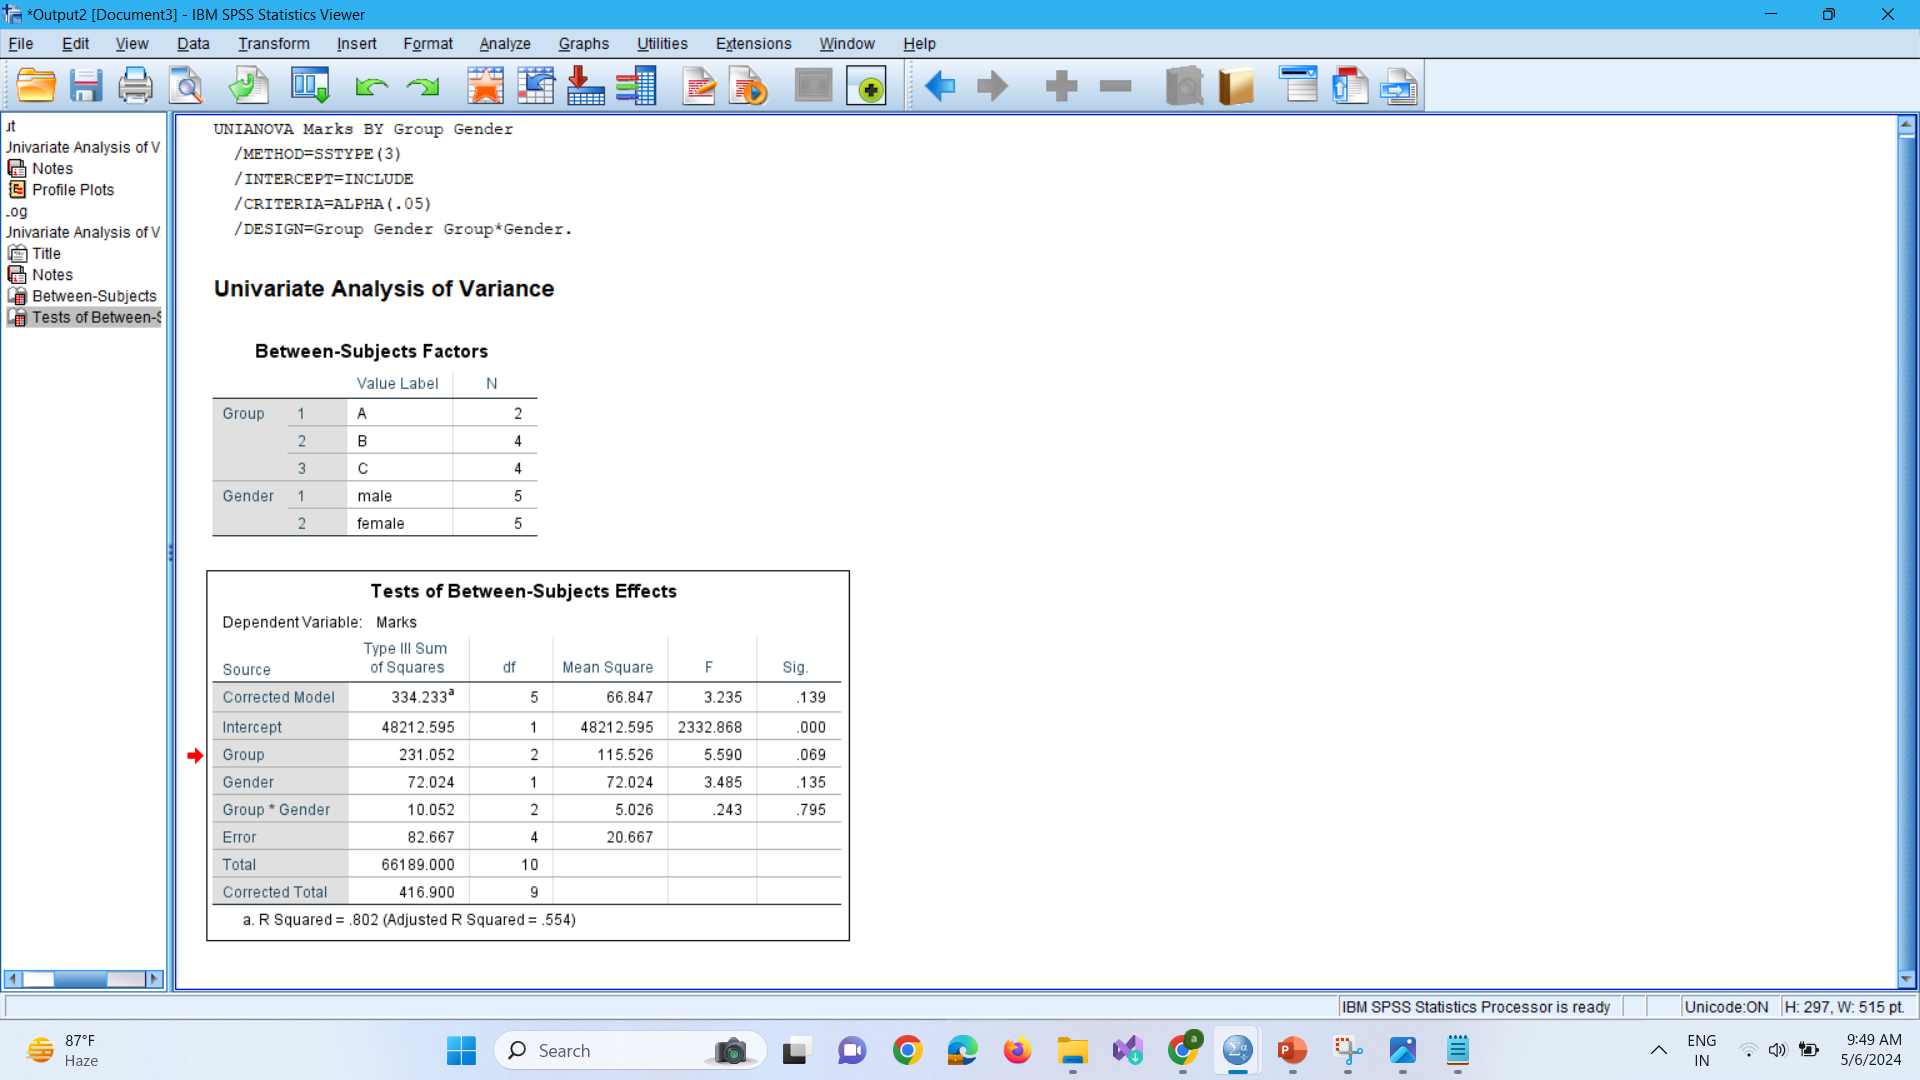 *Output2 [Document3] - IBM SPSS Statistics Viewer
File Edit View Data Transform Insert Format Analyze Graphs Utilities Extensions Window Help
Univariate Analysis of V
Notes
Profile Plots
Log
Univariate Analysis of V
Title
Notes
Between-Subjects
Tests of Between-S
UNIANOVA Marks BY Group Gender
/METHOD=SSTYPE(3)
/INTERCEPT=INCLUDE
/CRITERIA=ALPHA(.05)
/DESIGN=Group Gender Group*Gender.
Univariate Analysis of Variance
Between-Subjects Factors
Value Label N
Group 1 A 2
2 B 4
3 C 4
Gender 1 male 5
2 female 5
Tests of Between-Subjects Effects
Dependent Variable: Marks
Source Type III Sum of Squares df Mean Square F Sig.
Corrected Model 334.233a 5 66.847 3.235 .139
Intercept 48212.595 1 48212.595 2332.868 .000
Group 231.052 2 115.526 5.590 .069
Gender 72.024 1 72.024 3.485 .135
Group * Gender 10.052 2 5.026 .243 .795
Error 82.667 4 20.667
Total 66189.000 10
Corrected Total 416.900 9
a. R Squared = .802 (Adjusted R Squared = .554)
IBM SPSS Statistics Processor is ready Unicode:ON H: 297, W: 515 pt.
87°F
Haze
Search
ENG
IN
9:49 AM
5/6/2024